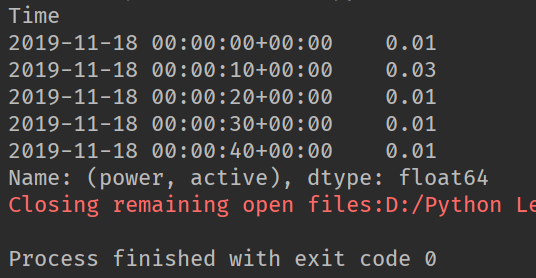 Time
2019-11-18 00:00:00+00:00    0.01
2019-11-18 00:00:10+00:00    0.03
2019-11-18 00:00:20+00:00    0.01
2019-11-18 00:00:30+00:00    0.01
2019-11-18 00:00:40+00:00    0.01
Name: (power, active), dtype: float64
Closing remaining open files:D:/Python Le
Process finished with exit code 0